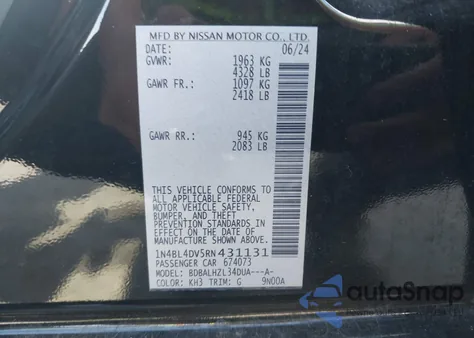 MFD BY NISSAN MOTOR CO., LTD.
DATE: 06/24
GVWR: 1963 KG
4328 LB
GAWR FR.: 1097 KG
2418 LB
GAWR RR.: 945 KG
2083 LB
THIS VEHICLE CONFORMS TO
ALL APPLICABLE FEDERAL
MOTOR VEHICLE SAFETY,
BUMPER, AND THEFT
PREVENTION STANDARDS IN
EFFECT ON THE DATE OF
MANUFACTURE SHOWN ABOVE.
1N4BL4DV5RN431131
PASSENGER CAR 674073
MODEL: BDBALHZL34DUA---A-
COLOR: KH3 TRIM: G 9N00A
autoSnap